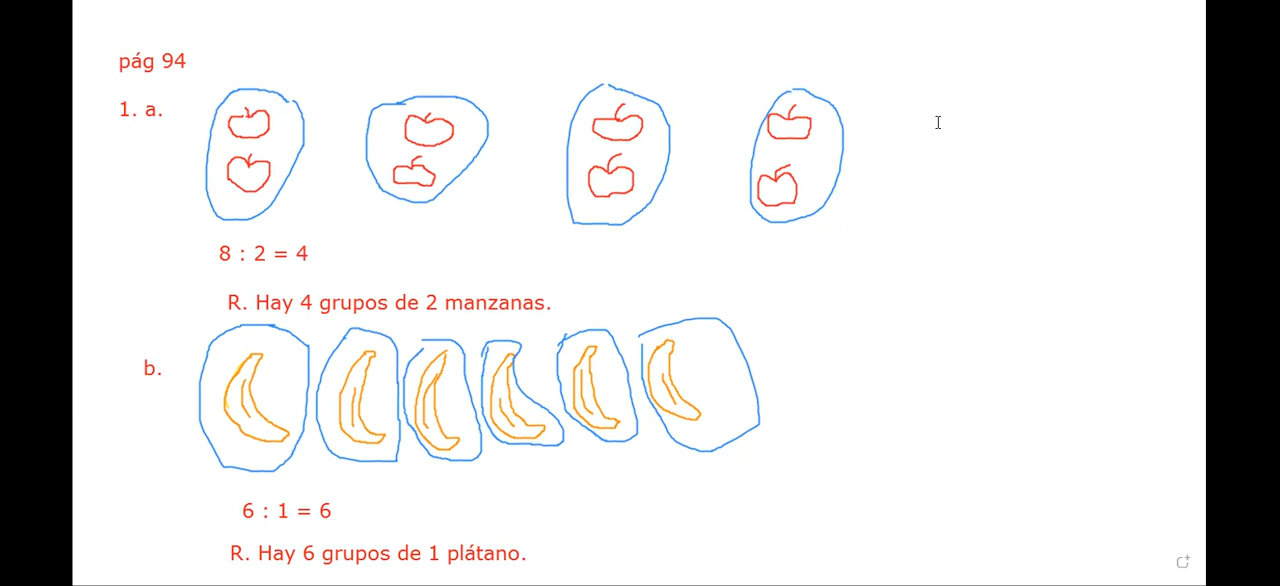 pág 94
1. a.
8 : 2 = 4
R. Hay 4 grupos de 2 manzanas.
b.
6 : 1 = 6
R. Hay 6 grupos de 1 plátano.